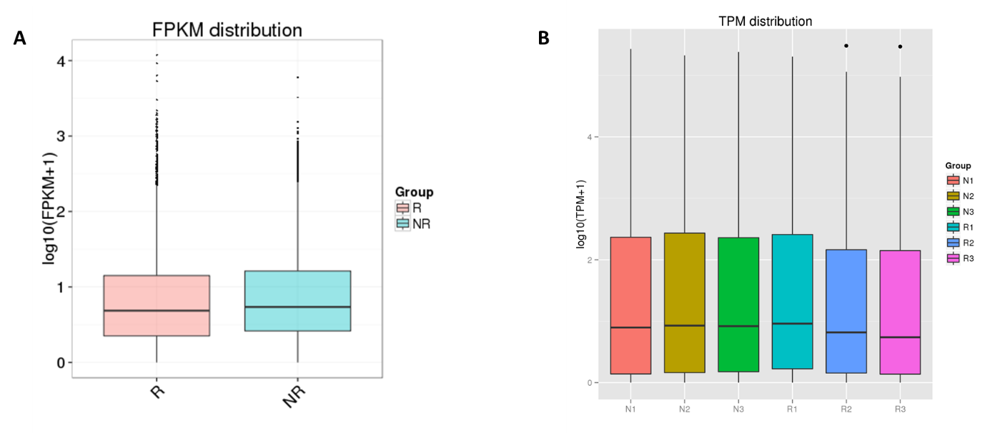 A
FPKM distribution
log10(FPKM+1)
4
3
2
1
0
R
NR
Group
R
NR
B
TPM distribution
log10(TPM+1)
4
2
0
N1
N2
N3
R1
R2
R3
Group
N1
N2
N3
R1
R2
R3